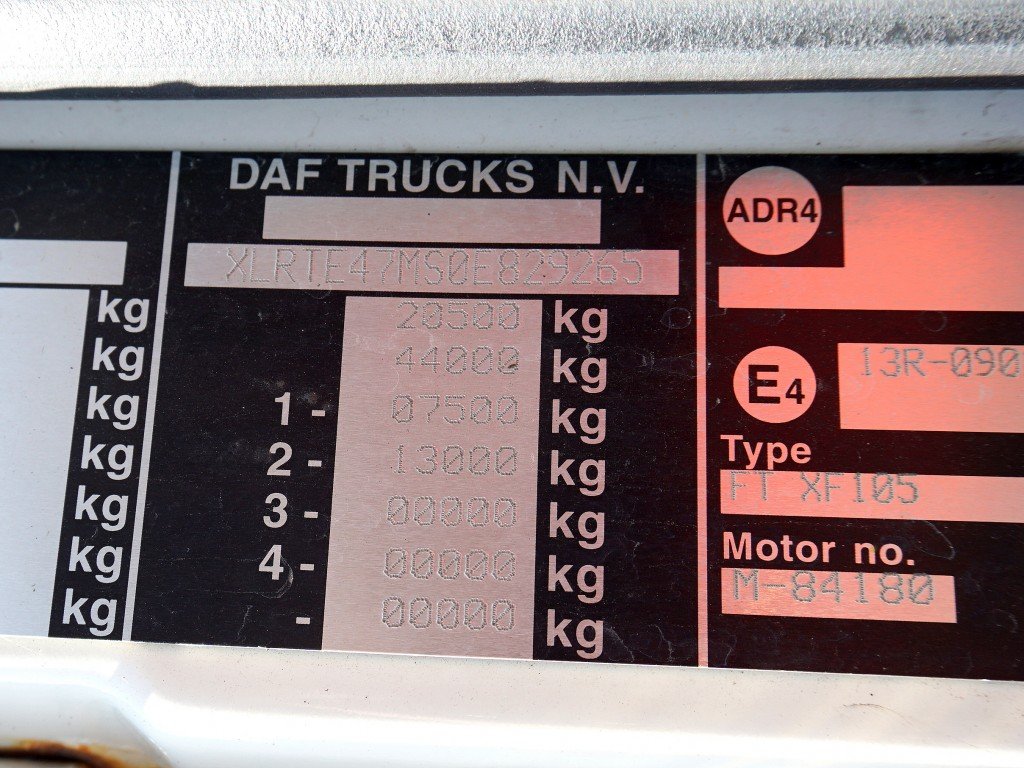 kg
kg
kg
kg
kg
kg
kg
DAF TRUCKS N.V.
XLRTE47MS0E829265
20500 kg
44000 kg
1- 07500 kg
2- 13000 kg
3- 00000 kg
4- 00000 kg
- 00000 kg
ADR4
E4 13R-090
Type
FT XF105
Motor no.
M-84180